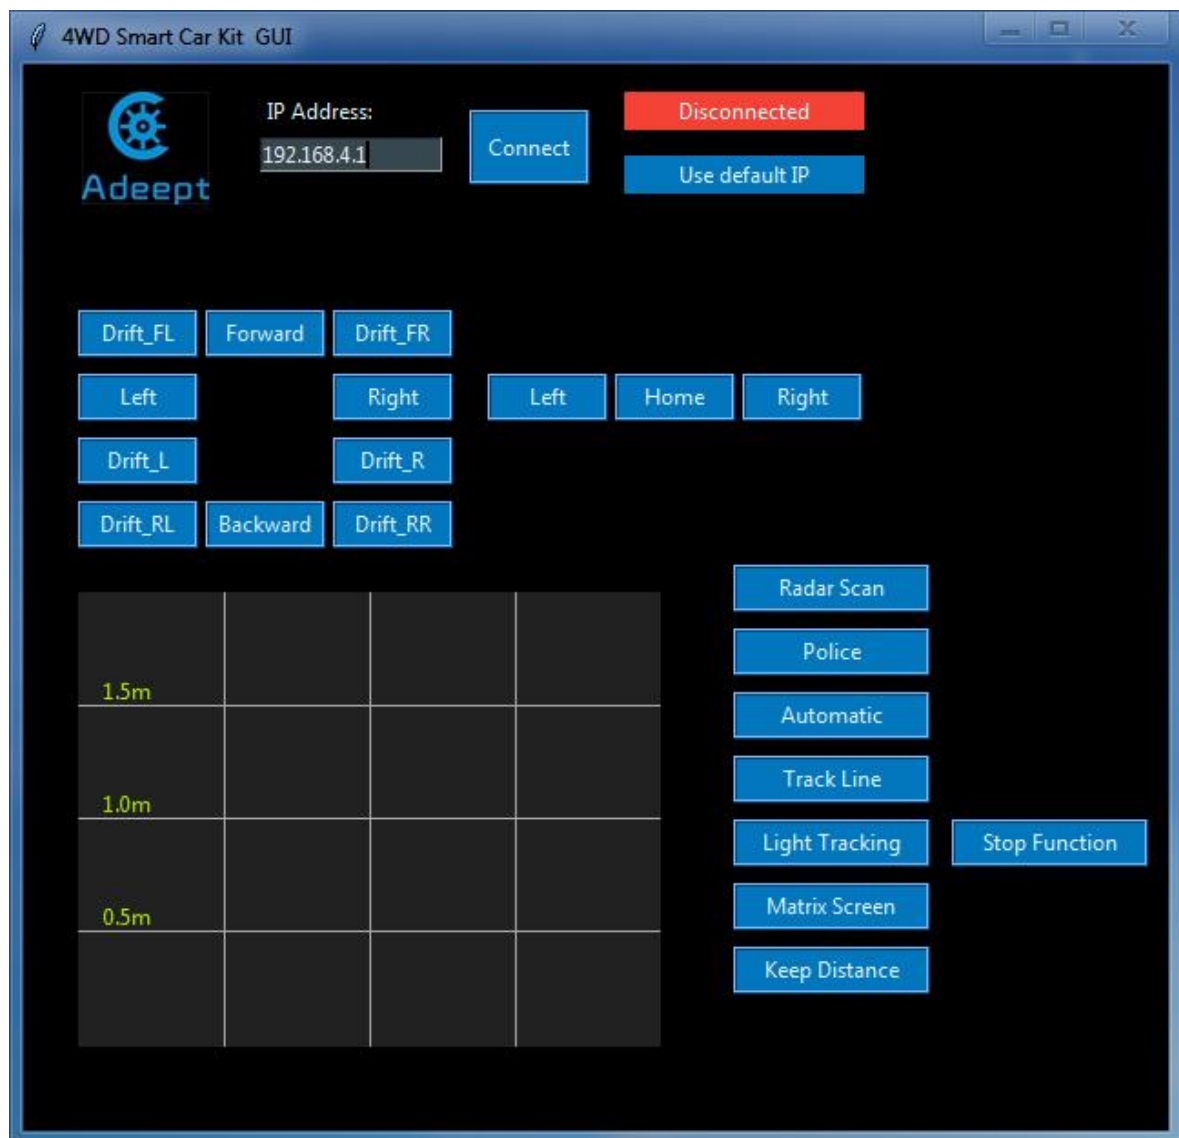 4WD Smart Car Kit GUI
IP Address:
192.168.4.1
Connect
Disconnected
Use default IP
Adeept
Drift_FL Forward Drift_FR
Left Right Left Home Right
Drift_L Drift_R
Drift_RL Backward Drift_RR
Radar Scan
Police
1.5m
Automatic
Track Line
1.0m
Light Tracking Stop Function
Matrix Screen
0.5m
Keep Distance